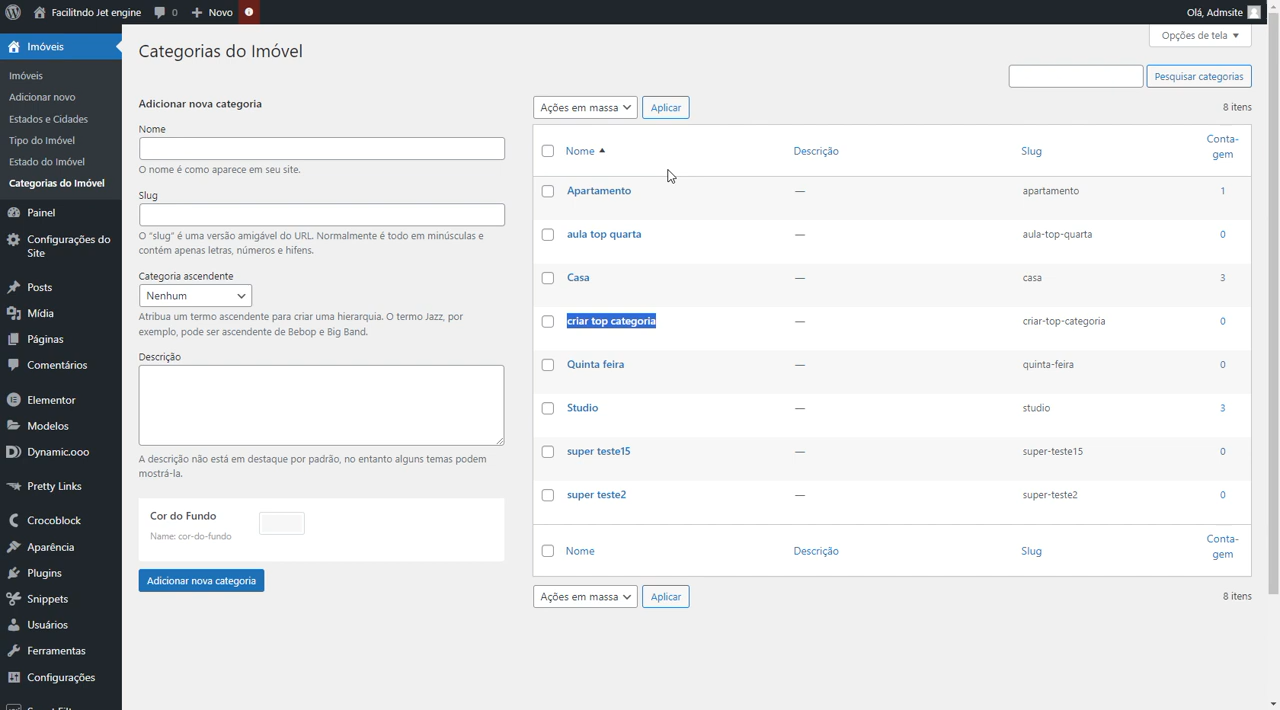 Facilitndo Jet engine
0
Novo
Olá, Admsite
Imóveis
Imóveis
Adicionar novo
Estados e Cidades
Tipo do Imóvel
Estado do Imóvel
Categorias do Imóvel
Painel
Configurações do
Site
Posts
Mídia
Páginas
Comentários
Elementor
Modelos
Dynamic.ooo
Pretty Links
Crocoblock
Aparência
Plugins
Snippets
Usuários
Ferramentas
Configurações
Categorias do Imóvel
Opções de tela
Pesquisar categorias
Adicionar nova categoria
Nome
O nome é como aparece em seu site.
Slug
O “slug” é uma versão amigável do URL. Normalmente é todo em minúsculas e
contém apenas letras, números e hífens.
Categoria ascendente
Nenhum
Atribua um termo ascendente para criar uma hierarquia. O termo Jazz, por
exemplo, pode ser ascendente de Bebop e Big Band.
Descrição
A descrição não está em destaque por padrão, no entanto alguns temas podem
mostrá-la.
Cor do Fundo
Name: cor-do-fundo
Adicionar nova categoria
Ações em massa Aplicar 8 itens
Nome Descrição Slug Conta-
gem
Apartamento — apartamento 1
aula top quarta — aula-top-quarta 0
Casa — casa 3
criar top categoria — criar-top-categoria 0
Quinta feira — quinta-feira 0
Studio — studio 3
super teste15 — super-teste15 0
super teste2 — super-teste2 0
Nome Descrição Slug Conta-
gem
Ações em massa Aplicar 8 itens